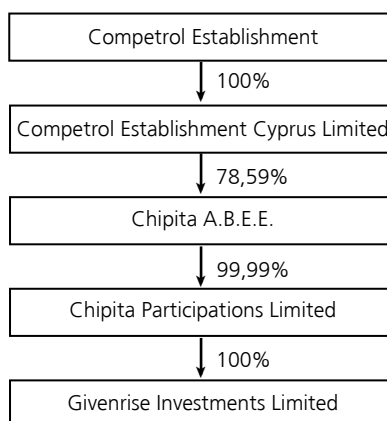 Competrol Establishment
100%
Competrol Establishment Cyprus Limited
78,59%
Chipita A.B.E.E.
99,99%
Chipita Participations Limited
100%
Givenrise Investments Limited